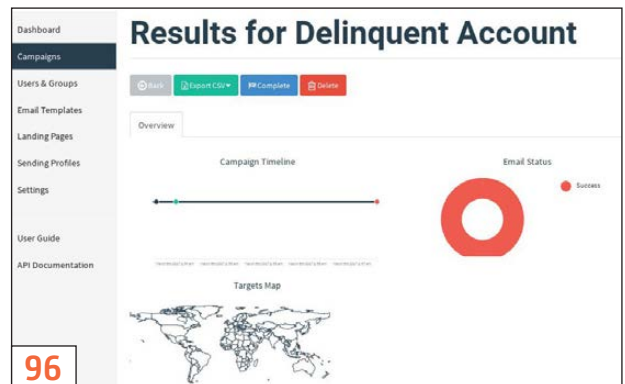 Dashboard
Campaigns
Users & Groups
Email Templates
Landing Pages
Sending Profiles
Settings
User Guide
API Documentation
Results for Delinquent Account
Back Export CSV Complete Delete
Overview
Campaign Timeline
Email Status
Success
Targets Map
96